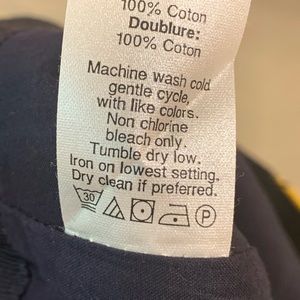 100% Coton
Doublure:
100% Coton
Machine wash cold
gentle cycle,
with like colors.
Non chlorine
bleach only.
Tumble dry low.
Iron on lowest setting.
Dry clean if preferred.
30 P